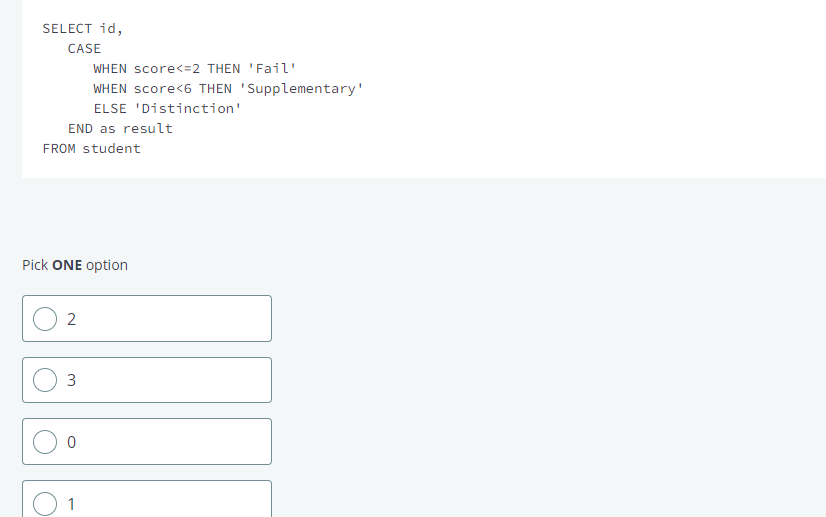 SELECT id,
CASE
WHEN score<=2 THEN 'Fail'
WHEN score<6 THEN 'Supplementary'
ELSE 'Distinction'
END as result
FROM student
Pick ONE option
2
3
0
1